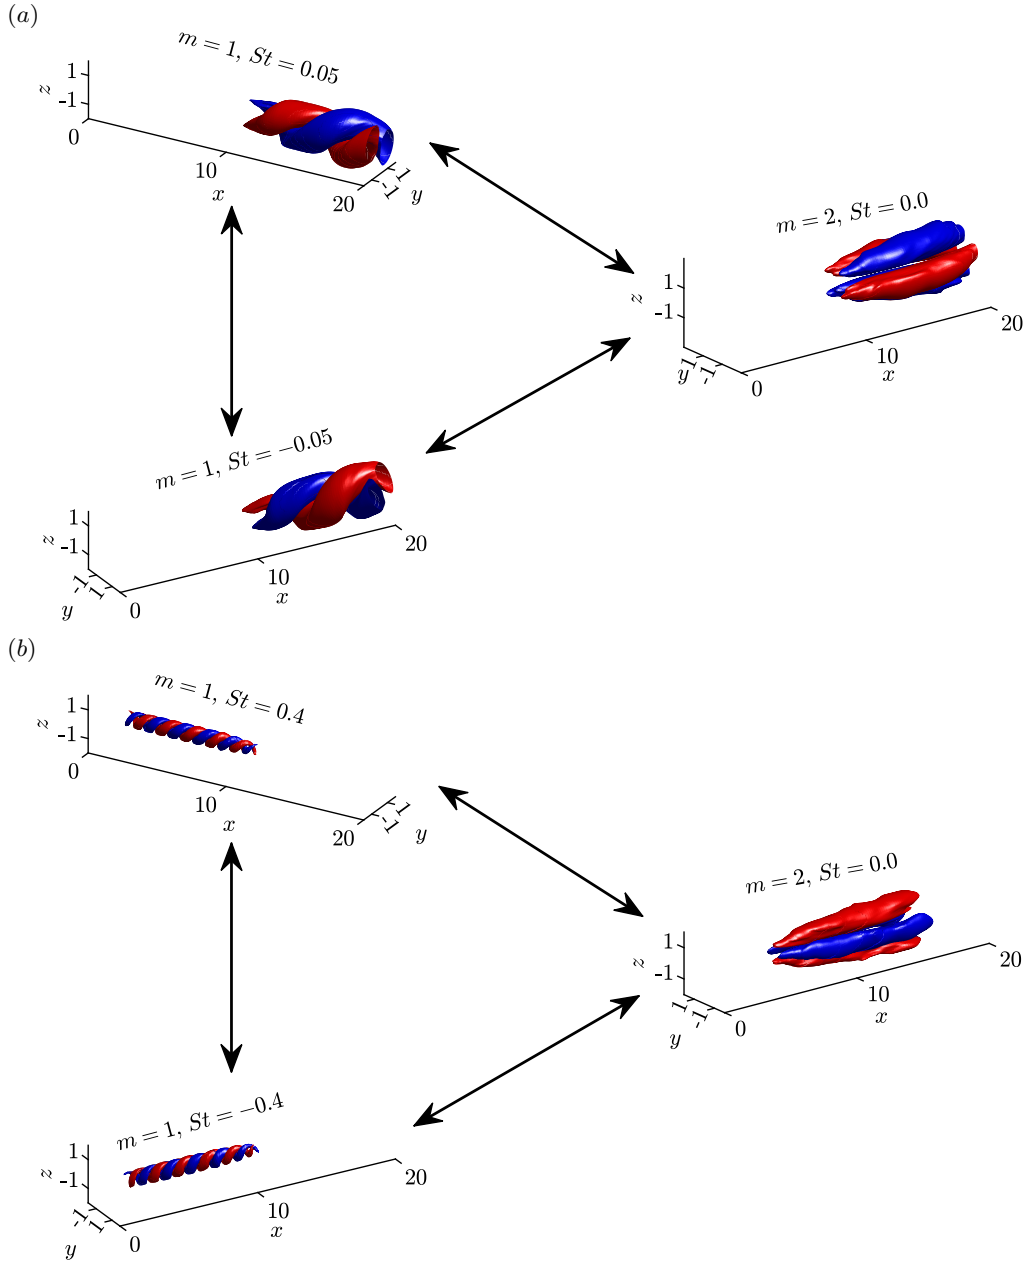 (a)
m = 1, St = 0.05
z
1
-1
0
10
x
20
-1
1
y
m = 2, St = 0.0
z
1
-1
y
1
-1
0
10
x
20
m = 1, St = −0.05
z
1
-1
y
-1
1
0
10
x
20
(b)
m = 1, St = 0.4
z
1
-1
0
10
x
20
-1
1
y
m = 2, St = 0.0
z
1
-1
y
1
-1
0
10
x
20
m = 1, St = −0.4
z
1
-1
y
-1
1
0
10
x
20